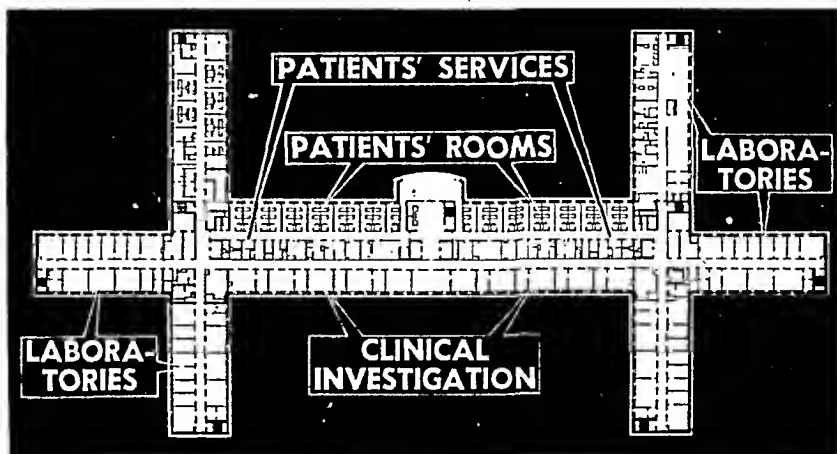 PATIENTS' SERVICES
PATIENTS' ROOMS
LABORA-
TORIES
LABORA-
TORIES
CLINICAL
INVESTIGATION